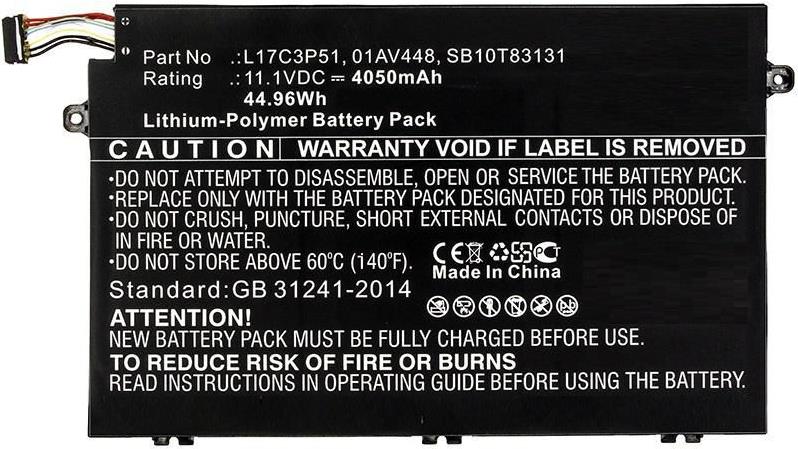 Part No .:L17C3P51, 01AV448, SB10T83131
Rating .:11.1VDC ⎓ 4050mAh
44.96Wh
Lithium-Polymer Battery Pack
CAUTION WARRANTY VOID IF LABEL IS REMOVED
•DO NOT ATTEMPT TO DISASSEMBLE, OPEN OR SERVICE THE BATTERY PACK.
•REPLACE ONLY WITH THE BATTERY PACK DESIGNATED FOR THIS PRODUCT.
•DO NOT CRUSH, PUNCTURE, SHORT EXTERNAL CONTACTS OR DISPOSE OF
IN FIRE OR WATER.
•DO NOT STORE ABOVE 60°C (140°F).
CE PCT
Made In China
Standard:GB 31241-2014
ATTENTION!
NEW BATTERY PACK MUST BE FULLY CHARGED BEFORE USE.
TO REDUCE RISK OF FIRE OR BURNS
READ INSTRUCTIONS IN OPERATING GUIDE BEFORE USING THE BATTERY.